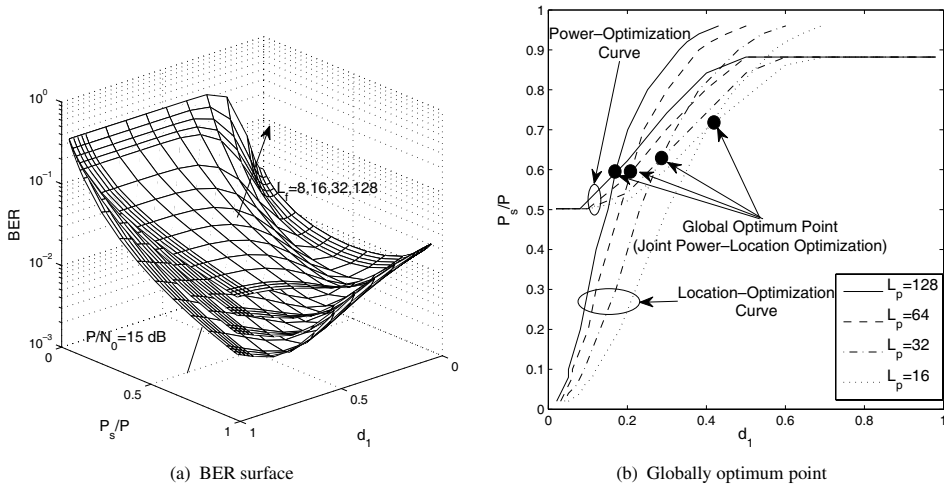 10^0
10^-1
10^-2
10^-3
BER
L_f=8,16,32,128
P/N_0=15 dB
0
0.5
1
P_s/P
1
0.5
0
d_1
(a) BER surface
1
0.9
0.8
0.7
0.6
0.5
0.4
0.3
0.2
0.1
0
P_s/P
0
0.2
0.4
0.6
0.8
1
d_1
Power–Optimization
Curve
Global Optimum Point
(Joint Power–Location Optimization)
Location–Optimization
Curve
L_p=128
L_p=64
L_p=32
L_p=16
(b) Globally optimum point